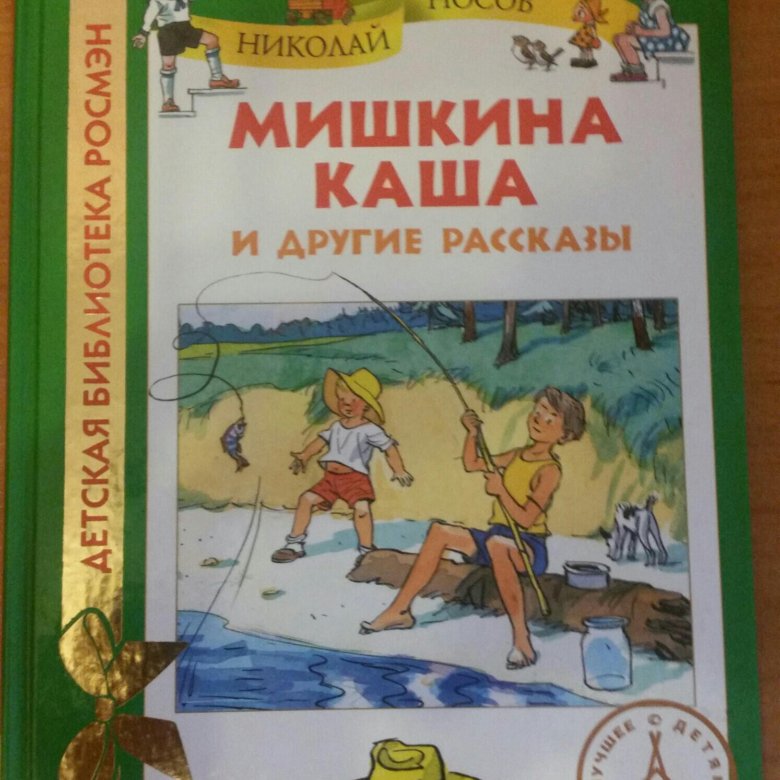 НИКОЛАЙ НОСОВ
МИШКИНА
КАША
И ДРУГИЕ РАССКАЗЫ
ДЕТСКАЯ БИБЛИОТЕКА РОСМЭН